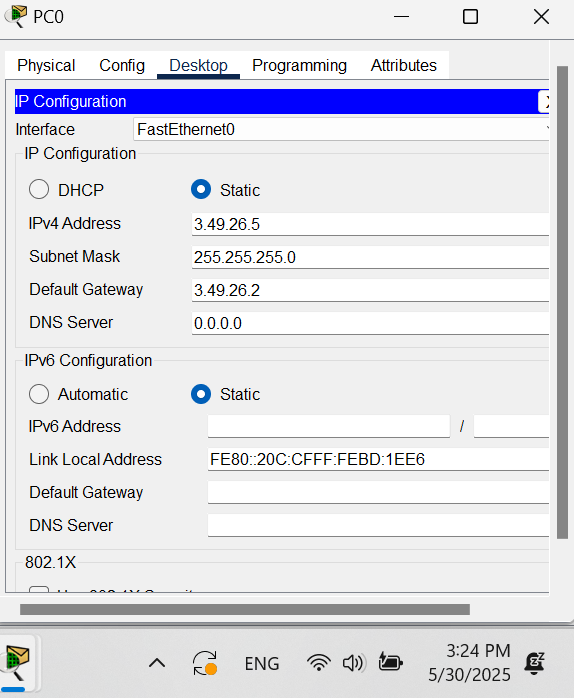 PC0
Physical Config Desktop Programming Attributes
IP Configuration X
Interface FastEthernet0
IP Configuration
DHCP Static
IPv4 Address 3.49.26.5
Subnet Mask 255.255.255.0
Default Gateway 3.49.26.2
DNS Server 0.0.0.0
IPv6 Configuration
Automatic Static
IPv6 Address /
Link Local Address FE80::20C:CFFF:FEBD:1EE6
Default Gateway
DNS Server
802.1X
ENG 3:24 PM
5/30/2025